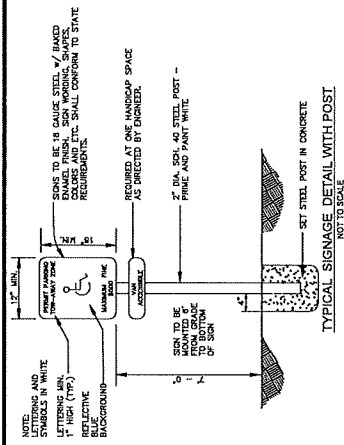 NOTE:
LETTERING AND
SYMBOLS IN WHITE
LETTERING MIN.
1" HIGH (TYP.)
REFLECTIVE
BLUE
BACKGROUND
12" MIN.
18" MIN.
PERMIT PARKING
TOW-AWAY ZONE
MAXIMUM FINE
$500
VAN
ACCESSIBLE
SIGNS TO BE 18 GAUGE STEEL W/ BAKED
ENAMEL FINISH. SIGN WORDING, SHAPES,
COLORS AND ETC. SHALL CONFORM TO STATE
REQUIREMENTS.
REQUIRED AT ONE HANDICAP SPACE
AS DIRECTED BY ENGINEER.
2" DIA. SCH. 40 STEEL POST -
PRIME AND PAINT WHITE
SIGN TO BE
MOUNTED 6'
FROM GRADE
TO BOTTOM
OF SIGN
7' - 0"
4"
SET STEEL POST IN CONCRETE
TYPICAL SIGNAGE DETAIL WITH POST
NOT TO SCALE